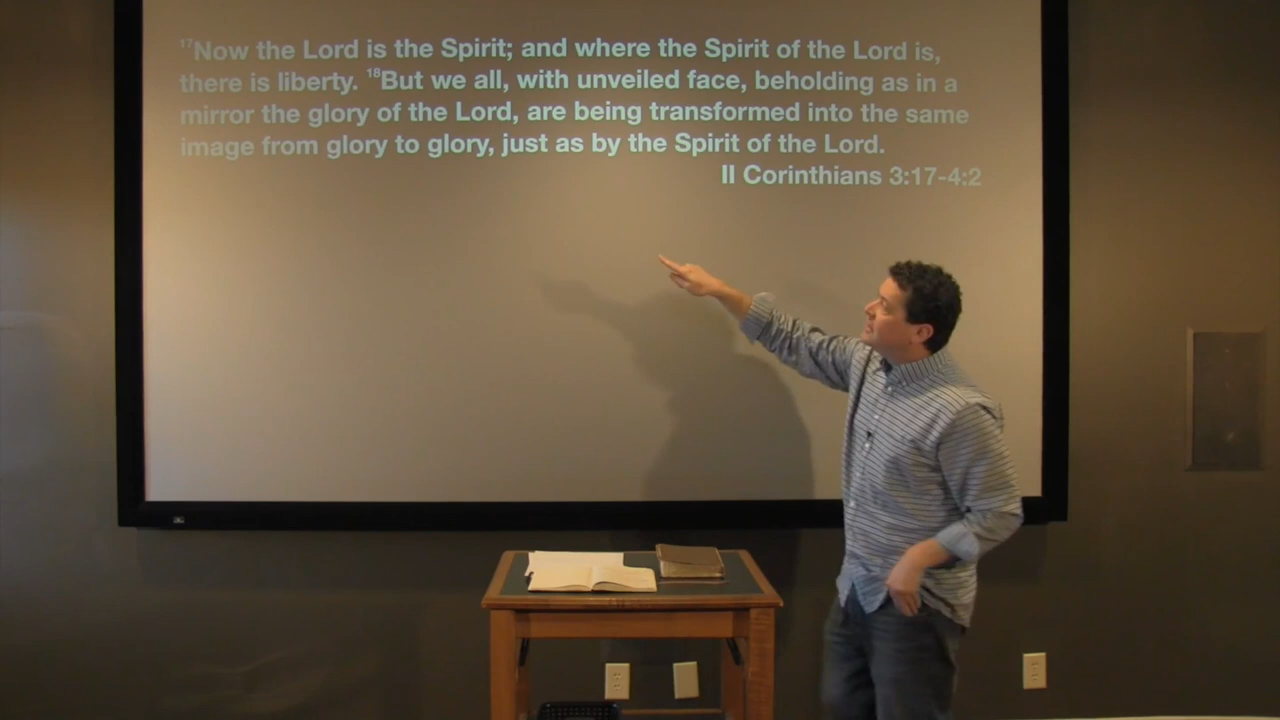 ¹⁷Now the Lord is the Spirit; and where the Spirit of the Lord is,
there is liberty. ¹⁸But we all, with unveiled face, beholding as in a
mirror the glory of the Lord, are being transformed into the same
image from glory to glory, just as by the Spirit of the Lord.
II Corinthians 3:17-4:2